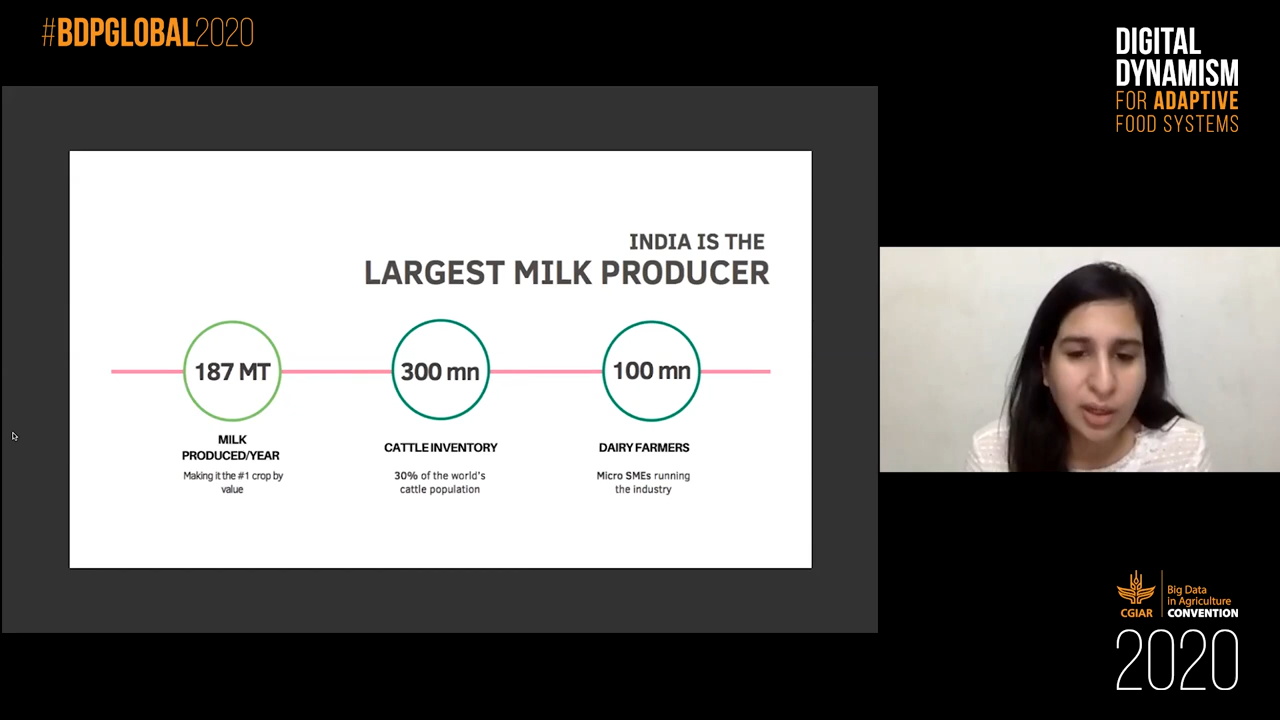 #BDPGLOBAL2020
DIGITAL
DYNAMISM
FOR ADAPTIVE
FOOD SYSTEMS
INDIA IS THE
LARGEST MILK PRODUCER
187 MT
300 mn
100 mn
MILK
PRODUCED/YEAR
Making it the #1 crop by
value
CATTLE INVENTORY
30% of the world's
cattle population
DAIRY FARMERS
Micro SMEs running
the industry
CGIAR
Big Data
in Agriculture
CONVENTION
2020